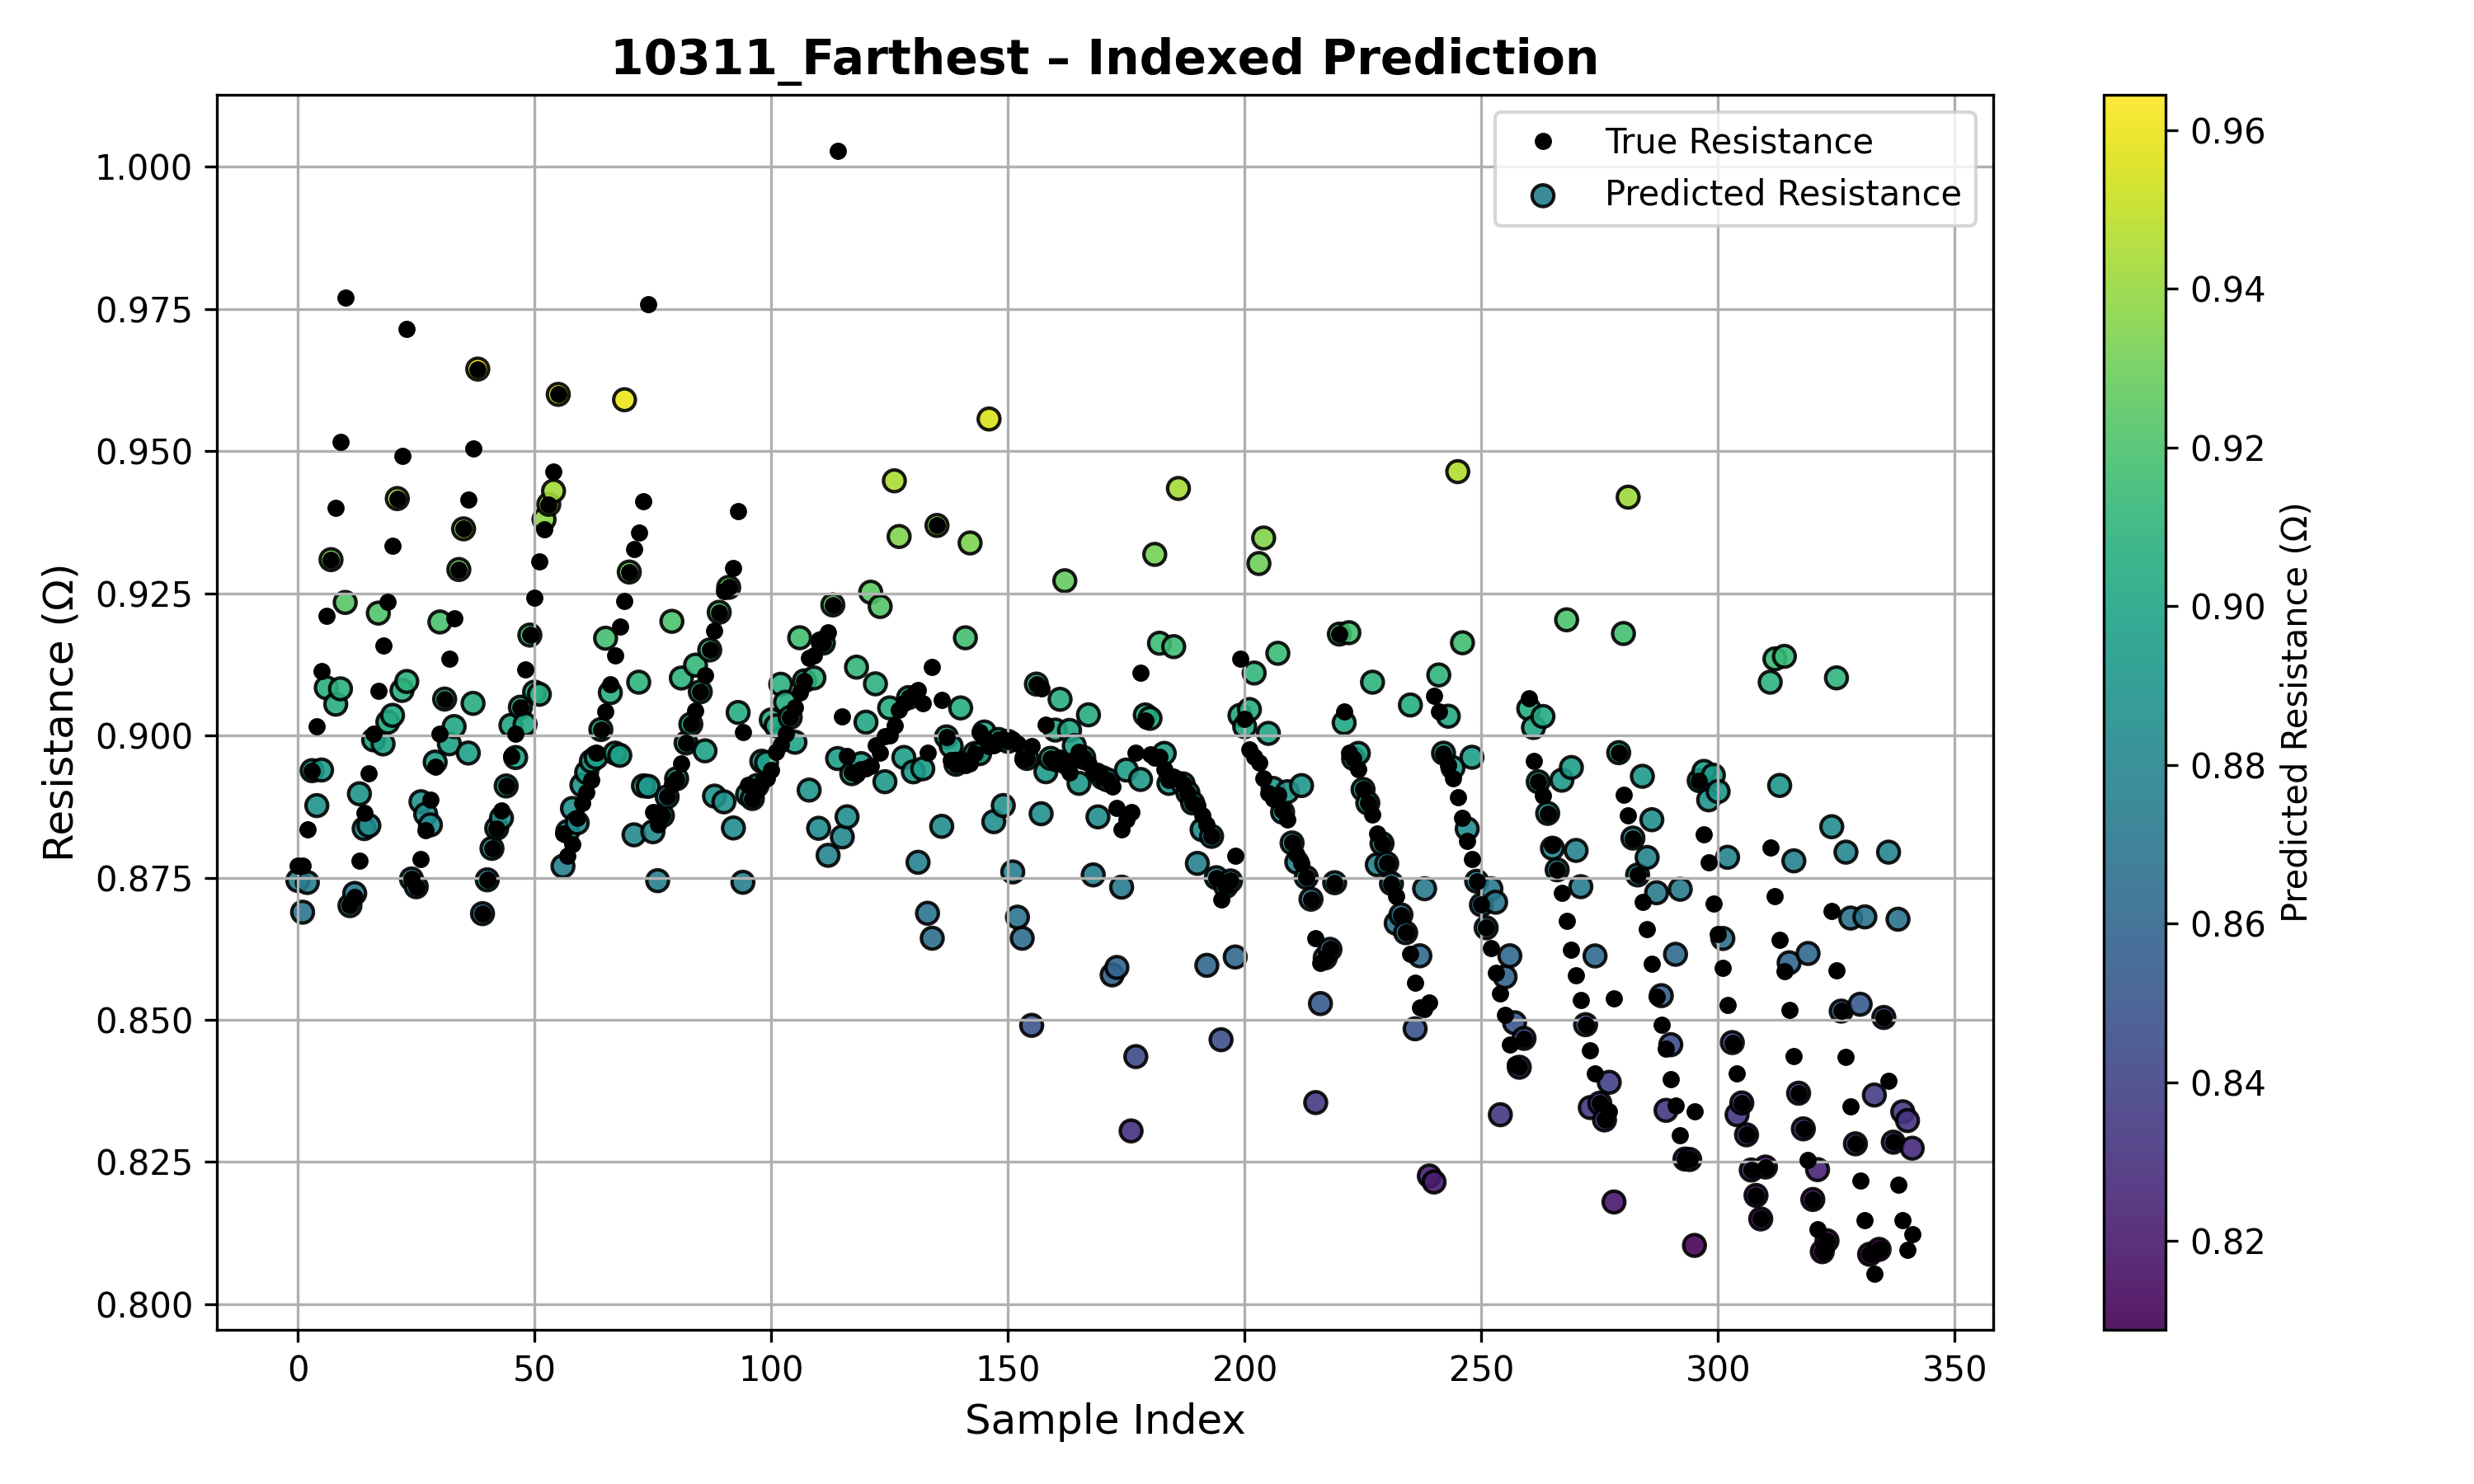 10311_Farthest – Indexed Prediction
True Resistance
Predicted Resistance
1.000
0.975
0.950
0.925
0.900
0.875
0.850
0.825
0.800
Resistance (Ω)
0 50 100 150 200 250 300 350
Sample Index
0.96
0.94
0.92
0.90
0.88
0.86
0.84
0.82
Predicted Resistance (Ω)